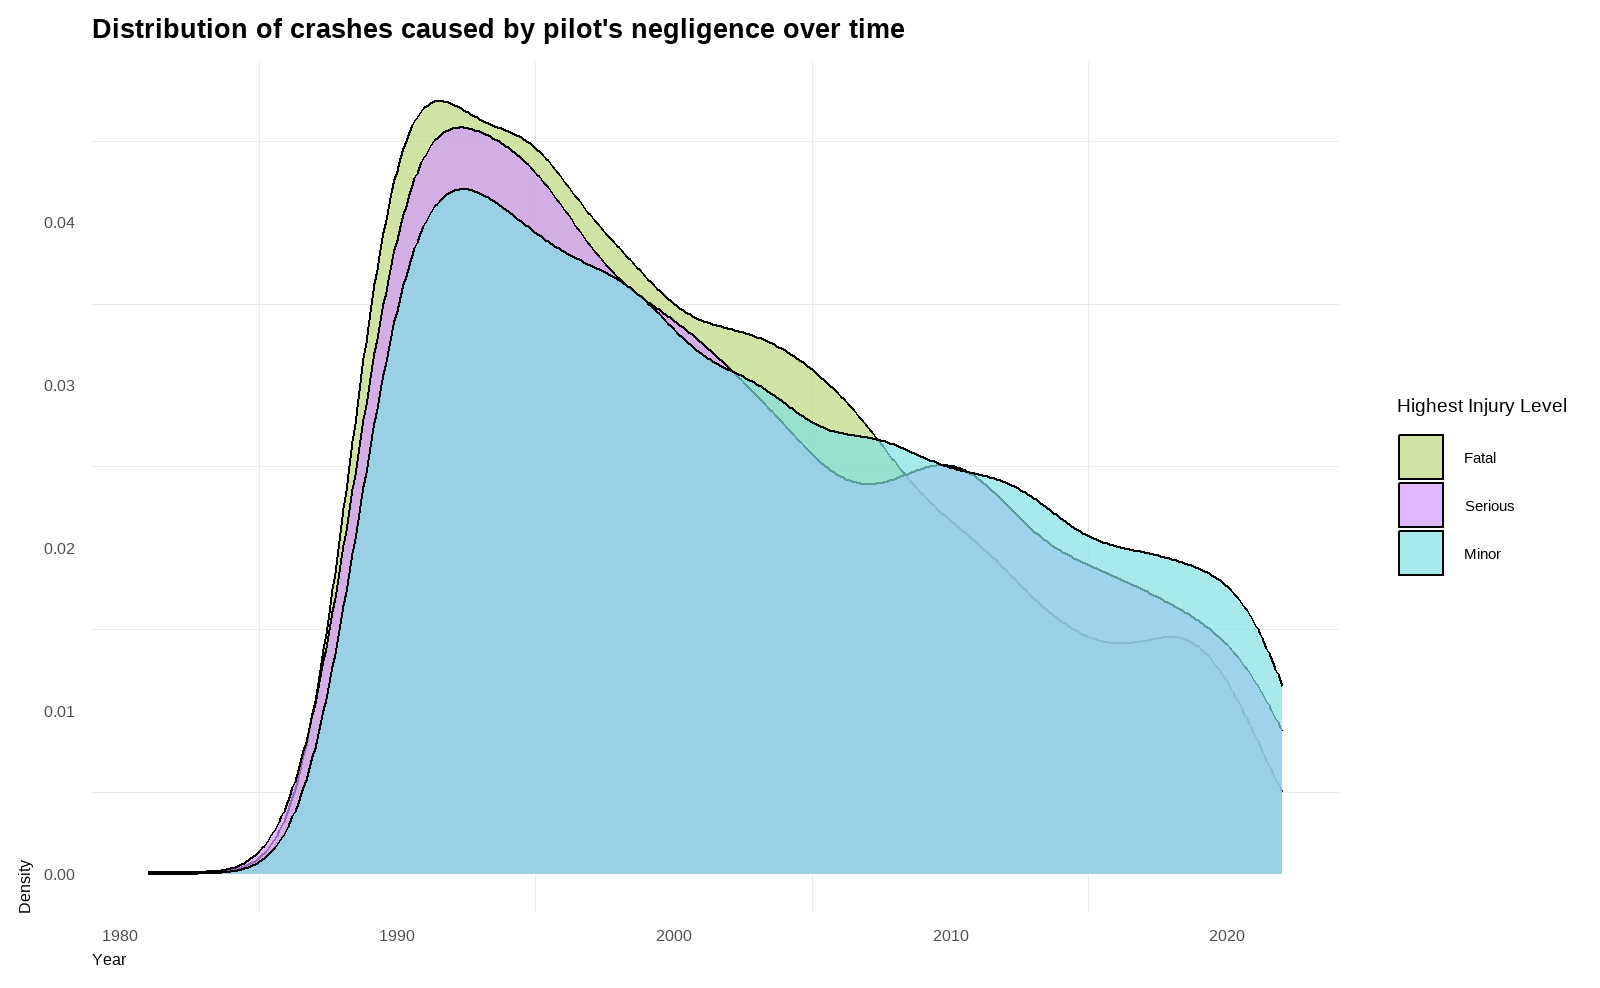 Distribution of crashes caused by pilot's negligence over time
0.04
0.03
0.02
0.01
0.00
Density
1980
1990
2000
2010
2020
Year
Highest Injury Level
Fatal
Serious
Minor